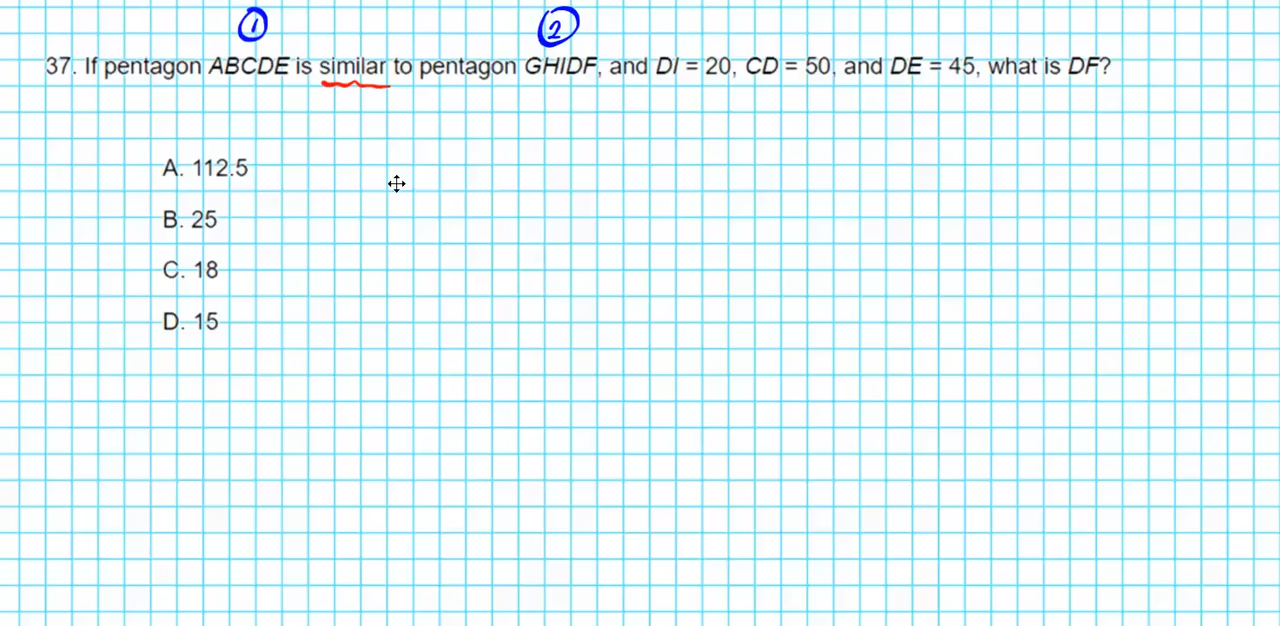 1 2
37. If pentagon ABCDE is similar to pentagon GHIDF, and DI = 20, CD = 50, and DE = 45, what is DF?
A. 112.5
B. 25
C. 18
D. 15